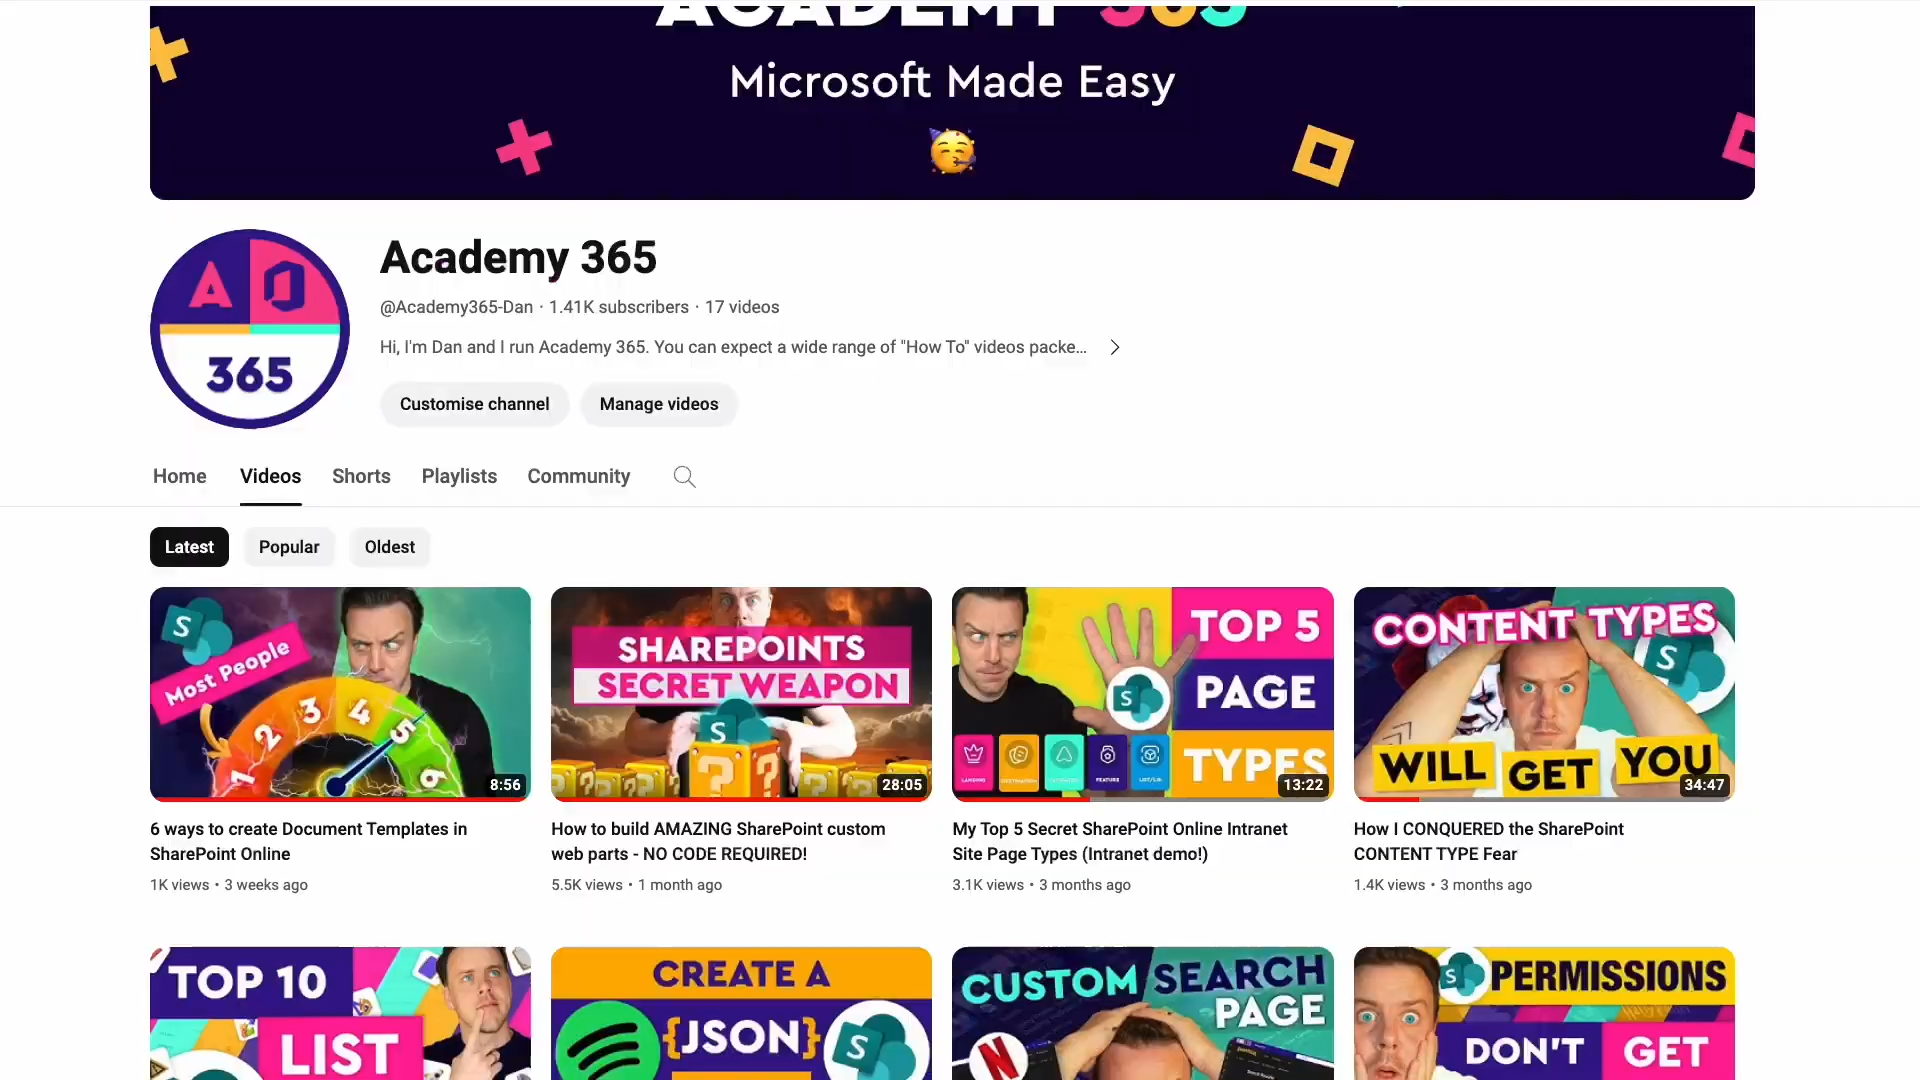 ACADEMY 365
Microsoft Made Easy
A
365
Academy 365
@Academy365-Dan · 1.41K subscribers · 17 videos
Hi, I'm Dan and I run Academy 365. You can expect a wide range of "How To" videos packe...
Customise channel
Manage videos
Home
Videos
Shorts
Playlists
Community
Latest
Popular
Oldest
S
Most People
1
2
3
4
5
6
8:56
SHAREPOINTS
SECRET WEAPON
S
?
?
28:05
TOP 5
PAGE
TYPES
S
FEATURE
13:22
CONTENT TYPES
S
WILL GET YOU
34:47
6 ways to create Document Templates in
SharePoint Online
1K views • 3 weeks ago
How to build AMAZING SharePoint custom
web parts - NO CODE REQUIRED!
5.5K views • 1 month ago
My Top 5 Secret SharePoint Online Intranet
Site Page Types (Intranet demo!)
3.1K views • 3 months ago
How I CONQUERED the SharePoint
CONTENT TYPE Fear
1.4K views • 3 months ago
TOP 10
LIST
CREATE A
{JSON}
S
CUSTOM SEARCH
PAGE
N
S
PERMISSIONS
DON'T GET